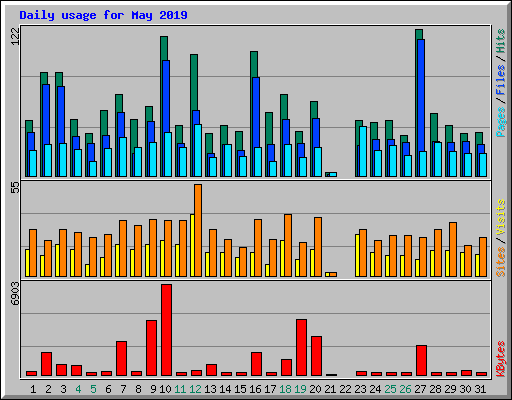 Daily usage for May 2019
122
Pages / Files / Hits
55
Sites / Visits
6903
KBytes
1 2 3 4 5 6 7 8 9 10 11 12 13 14 15 16 17 18 19 20 21 22 23 24 25 26 27 28 29 30 31